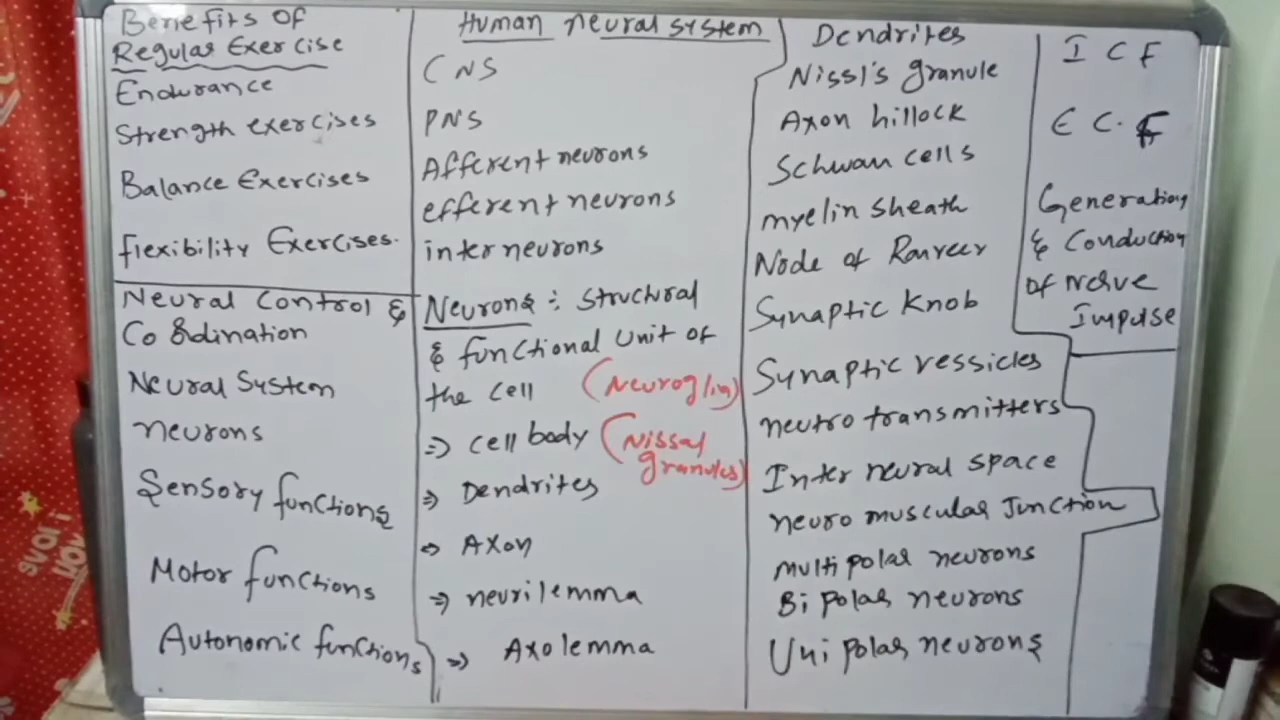 Benefits Of
Regular Exercise
Endurance
Strength exercises
Balance Exercises
flexibility Exercises.
Neural Control &
Coordination
Neural System
neurons
Sensory functions
Motor functions
Autonomic functions
Human neural system
CNS
PNS
Afferent neurons
efferent neurons
inter neurons
Neurons : Structural
& functional Unit of
the cell (Neuroglia)
⇒ cell body (Nissal
granules)
⇒ Dendrites
⇒ Axon
⇒ neurilemma
⇒ Axolemma
Dendrites
Nissl's granule
Axon hillock
Schwan cells
myelin sheath
Node of Ranveer
Synaptic Knob
Synaptic vessicles
neutro transmitters
Inter neural space
neuro muscular Junction
multi polar neurons
Bi polar neurons
Uni polar neurons
I C F
E C. F
Generation
& Conduction
of nerve
Impulse